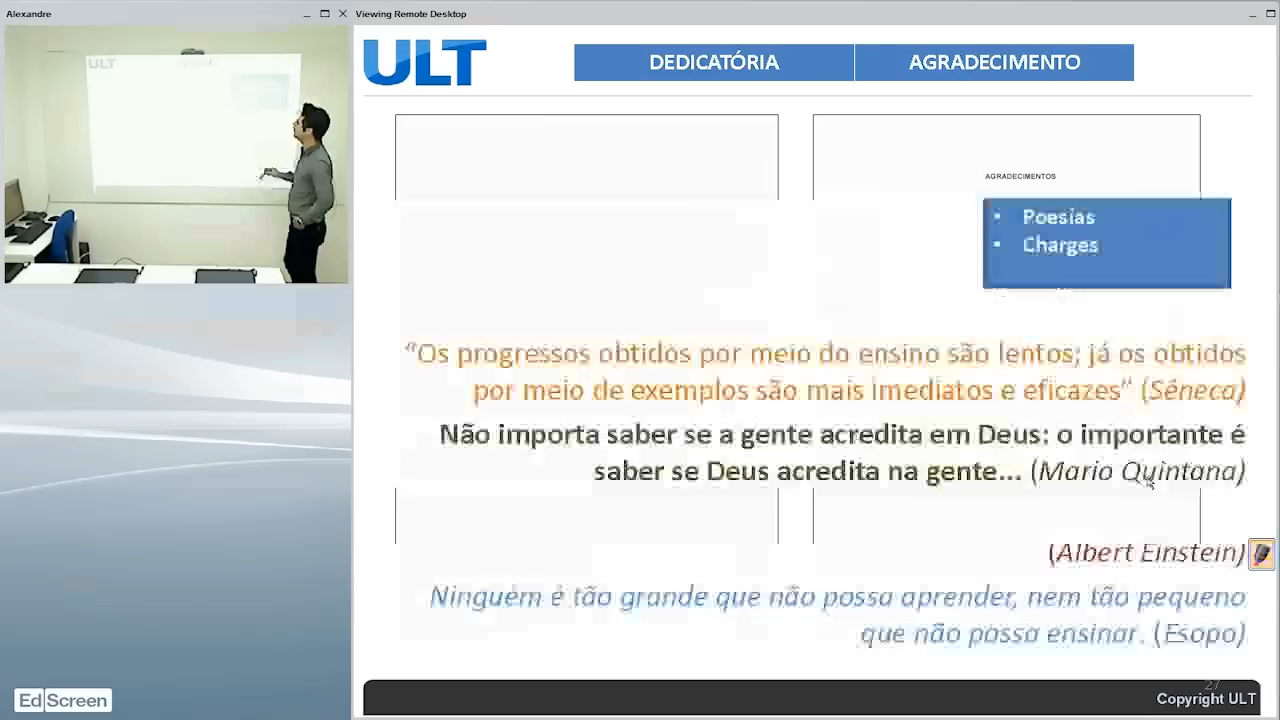 Alexandre
Viewing Remote Desktop
ULT
ULT
DEDICATÓRIA
AGRADECIMENTO
AGRADECIMENTOS
• Poesias
• Charges
“Os progressos obtidos por meio do ensino são lentos; já os obtidos
por meio de exemplos são mais imediatos e eficazes” (Sêneca)
Não importa saber se a gente acredita em Deus: o importante é
saber se Deus acredita na gente... (Mario Quintana)
(Albert Einstein)
Ninguém é tão grande que não possa aprender, nem tão pequeno
que não possa ensinar. (Esopo)
27
Copyright ULT
EdScreen